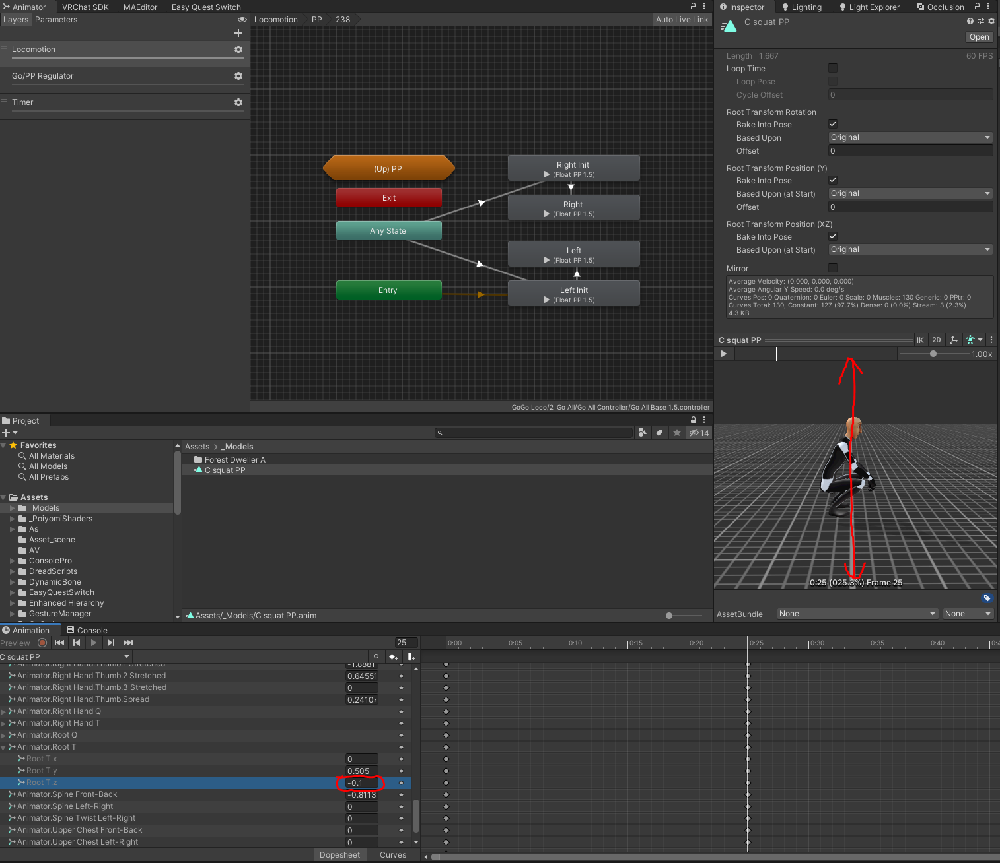 Animator VRChat SDK MAEditor Easy Quest Switch
Layers Parameters
Locomotion PP 238 Auto Live Link
Locomotion
Go/PP Regulator
Timer
(Up) PP
Exit
Any State
Entry
Right Init
(Float PP 1.5)
Right
(Float PP 1.5)
Left
(Float PP 1.5)
Left Init
(Float PP 1.5)
GoGo Loco/2_Go All/Go All Controller/Go All Base 1.5.controller
Inspector Lighting Light Explorer Occlusion
C squat PP
Open
Length 1.667 60 FPS
Loop Time
Loop Pose
Cycle Offset 0
Root Transform Rotation
Bake Into Pose
Based Upon Original
Offset 0
Root Transform Position (Y)
Bake Into Pose
Based Upon (at Start) Original
Offset 0
Root Transform Position (XZ)
Bake Into Pose
Based Upon (at Start) Original
Mirror
Average Velocity: (0.000, 0.000, 0.000)
Average Angular Y Speed: 0.0 deg/s
Curves Pos: 0 Quaternion: 0 Euler: 0 Scale: 0 Muscles: 130 Generic: 0 PPtr: 0
Curves Total: 130, Constant: 127 (97.7%) Dense: 0 (0.0%) Stream: 3 (2.3%)
4.3 KB
C squat PP IK 2D
1.00x
0:25 (025.3%) Frame 25
AssetBundle None None
Project
14
Favorites
All Materials
All Models
All Prefabs
Assets
_Models
_PoiyomiShaders
As
Asset_scene
AV
ConsolePro
DreadScripts
DynamicBone
EasyQuestSwitch
Enhanced Hierarchy
GestureManager
Assets > _Models
Forest Dweller A
C squat PP
Assets/_Models/C squat PP.anim
Animation Console
Preview 25
0:00 0:05 0:10 0:15 0:20 0:25 0:30 0:35 0:40
C squat PP
Animator.Right Hand.Thumb.1 Stretched -1.8881
Animator.Right Hand.Thumb.2 Stretched 0.64551
Animator.Right Hand.Thumb.3 Stretched 0
Animator.Right Hand.Thumb.Spread 0.24104
Animator.Right Hand Q
Animator.Right Hand T
Animator.Root Q
Animator.Root T
Root T.x 0
Root T.y 0.505
Root T.z -0.1
Animator.Spine Front-Back -0.8113
Animator.Spine Left-Right 0
Animator.Spine Twist Left-Right 0
Animator.Upper Chest Front-Back 0
Animator.Upper Chest Left-Right 0
Dopesheet Curves